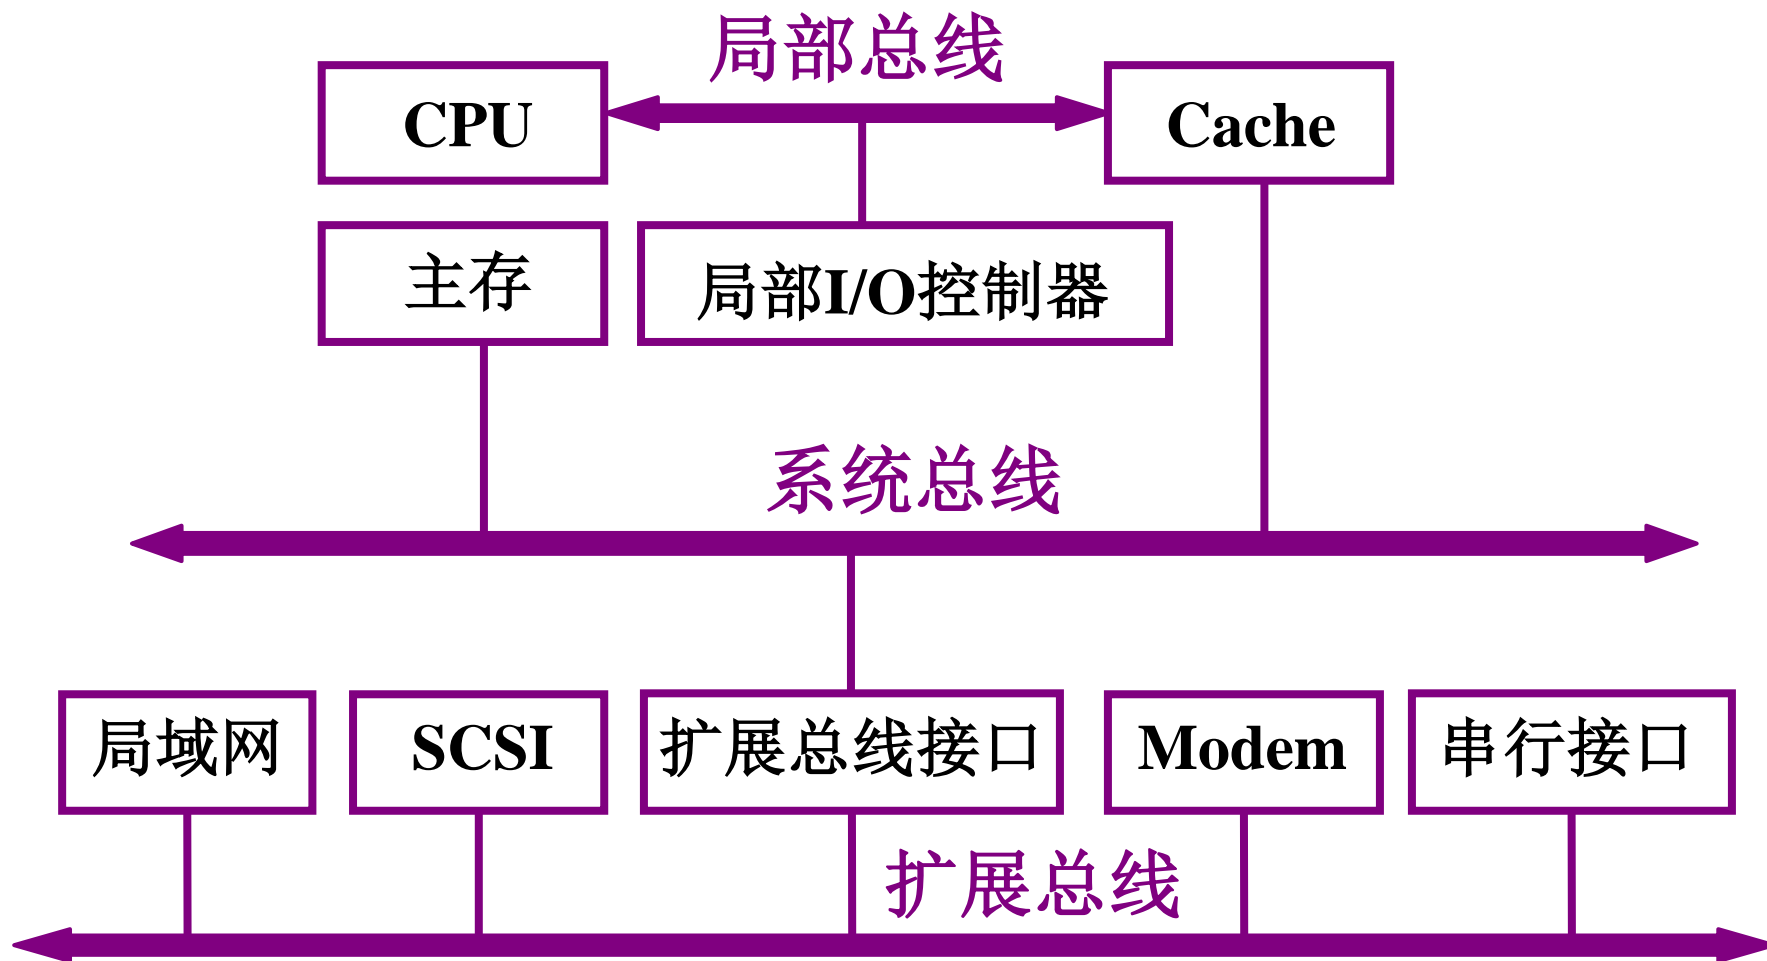 局部总线
CPU
Cache
主存
局部I/O控制器
系统总线
局域网
SCSI
扩展总线接口
Modem
串行接口
扩展总线